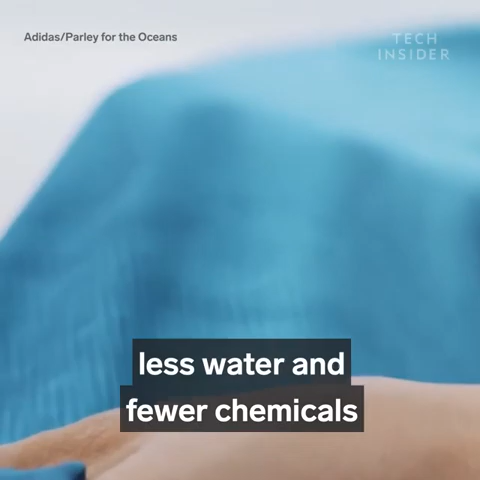 Adidas/Parley for the Oceans
TECH
INSIDER
less water and
fewer chemicals